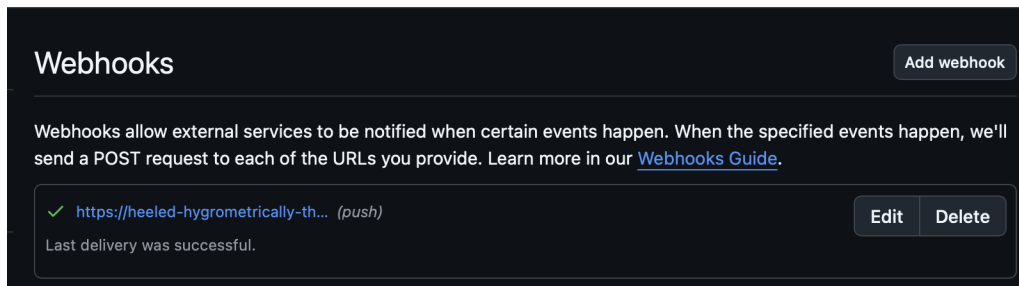 Webhooks
Add webhook
Webhooks allow external services to be notified when certain events happen. When the specified events happen, we'll
send a POST request to each of the URLs you provide. Learn more in our Webhooks Guide.
https://heeled-hygrometrically-th... (push)
Edit
Delete
Last delivery was successful.